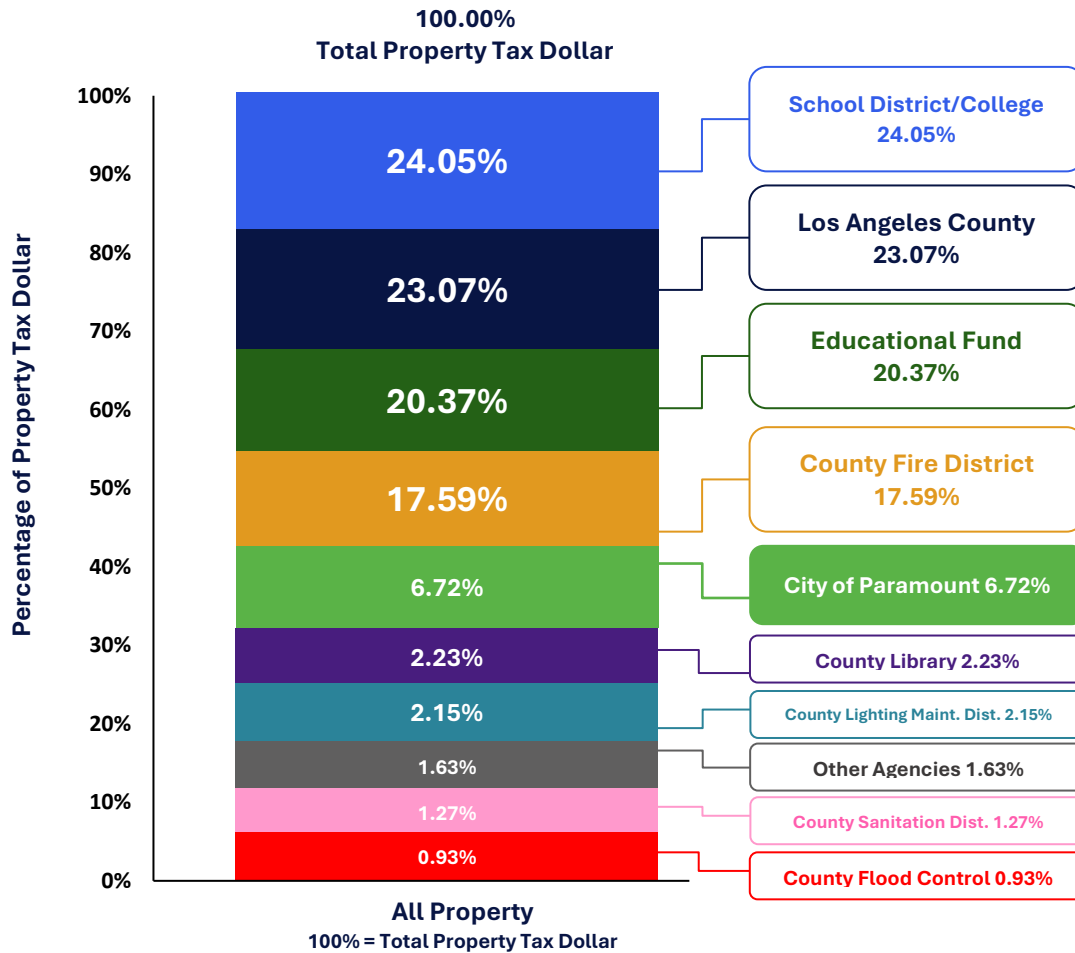 100.00%
Total Property Tax Dollar
Percentage of Property Tax Dollar
100%
90%
80%
70%
60%
50%
40%
30%
20%
10%
0%
24.05%
23.07%
20.37%
17.59%
6.72%
2.23%
2.15%
1.63%
1.27%
0.93%
School District/College
24.05%
Los Angeles County
23.07%
Educational Fund
20.37%
County Fire District
17.59%
City of Paramount 6.72%
County Library 2.23%
County Lighting Maint. Dist. 2.15%
Other Agencies 1.63%
County Sanitation Dist. 1.27%
County Flood Control 0.93%
All Property
100% = Total Property Tax Dollar